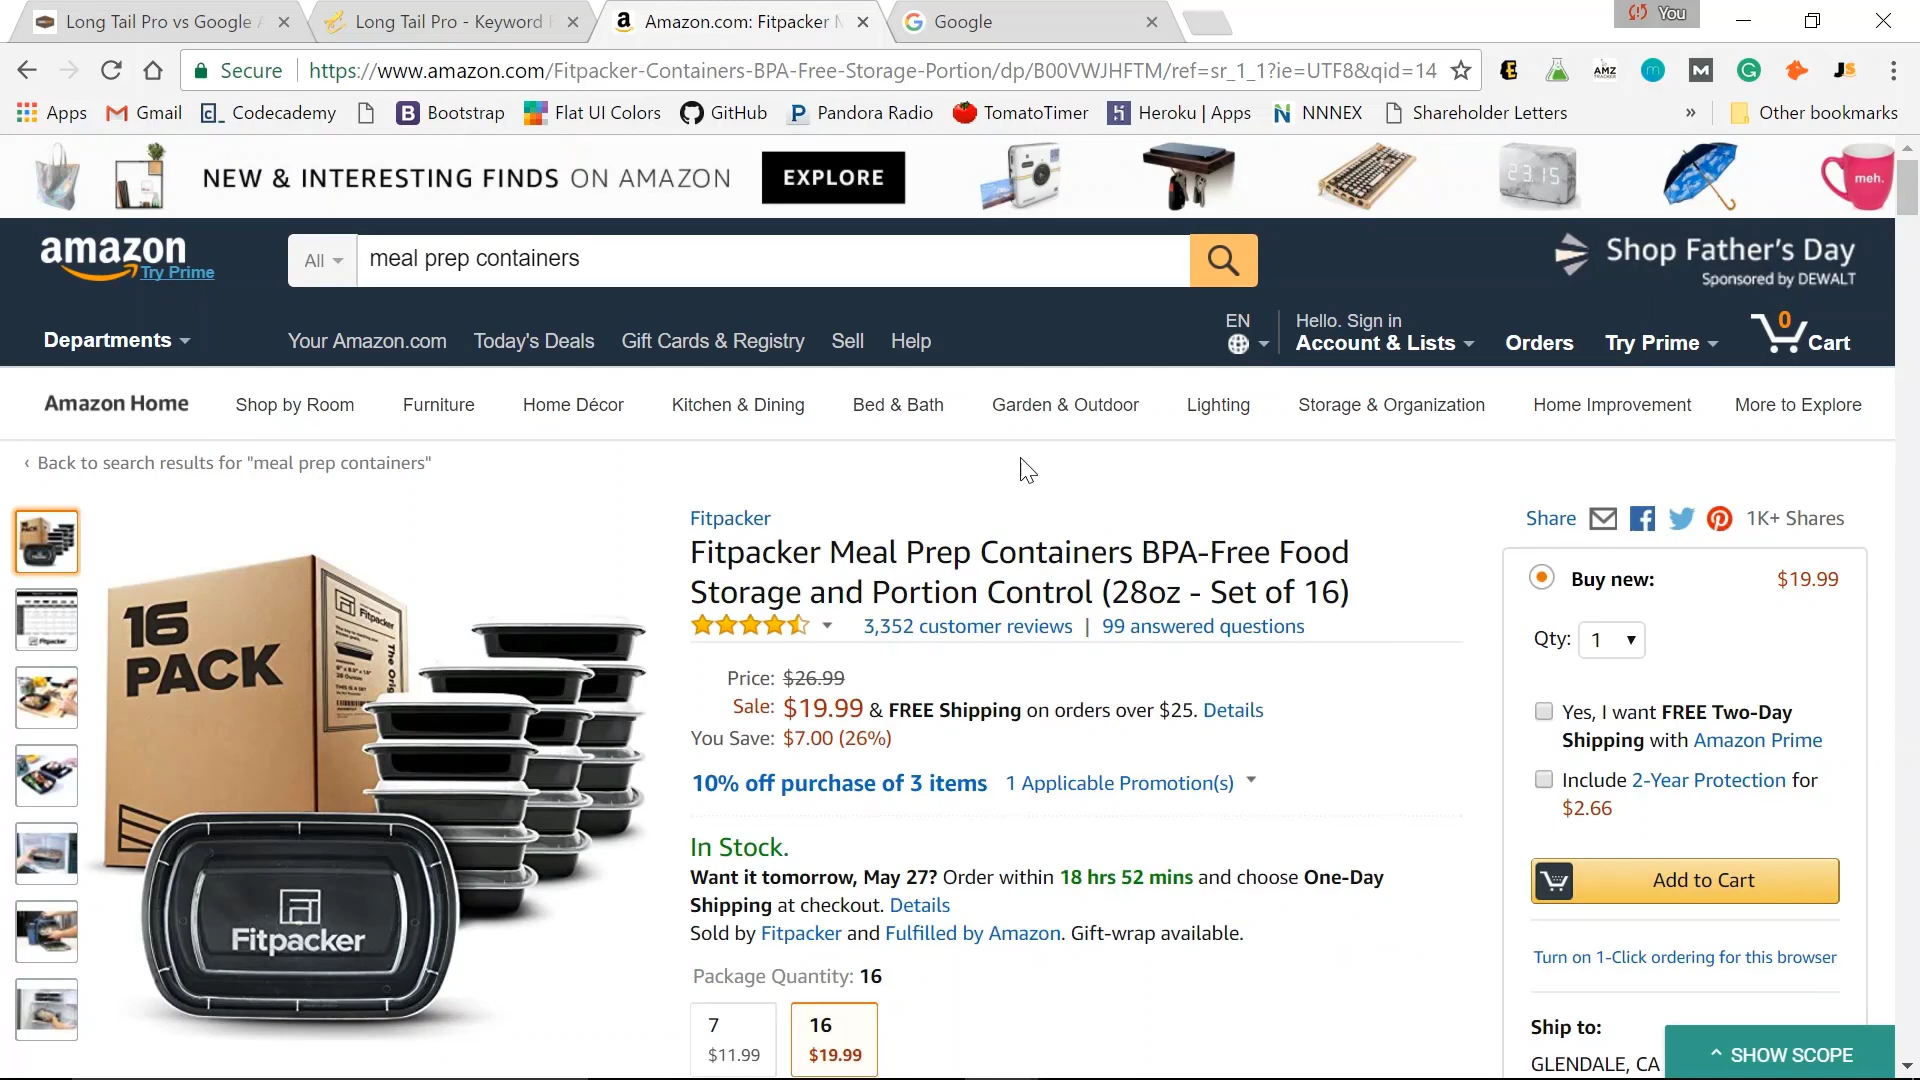 Long Tail Pro vs Google A
Long Tail Pro - Keyword F
Amazon.com: Fitpacker M
Google
You
Secure
https://www.amazon.com/Fitpacker-Containers-BPA-Free-Storage-Portion/dp/B00VWJHFTM/ref=sr_1_1?ie=UTF8&qid=14
Apps
Gmail
Codecademy
Bootstrap
Flat UI Colors
GitHub
Pandora Radio
TomatoTimer
Heroku | Apps
NNNEX
Shareholder Letters
»
Other bookmarks
NEW & INTERESTING FINDS ON AMAZON
EXPLORE
23:15
meh.
amazon
Try Prime
All
meal prep containers
Shop Father's Day
Sponsored by DEWALT
Departments
Your Amazon.com
Today's Deals
Gift Cards & Registry
Sell
Help
EN
Hello. Sign in
Account & Lists
Orders
Try Prime
0
Cart
Amazon Home
Shop by Room
Furniture
Home Décor
Kitchen & Dining
Bed & Bath
Garden & Outdoor
Lighting
Storage & Organization
Home Improvement
More to Explore
‹ Back to search results for "meal prep containers"
16
PACK
Fitpacker
Fitpacker
Fitpacker
Fitpacker Meal Prep Containers BPA-Free Food
Storage and Portion Control (28oz - Set of 16)
3,352 customer reviews | 99 answered questions
Price: $26.99
Sale: $19.99 & FREE Shipping on orders over $25. Details
You Save: $7.00 (26%)
10% off purchase of 3 items 1 Applicable Promotion(s)
In Stock.
Want it tomorrow, May 27? Order within 18 hrs 52 mins and choose One-Day
Shipping at checkout. Details
Sold by Fitpacker and Fulfilled by Amazon. Gift-wrap available.
Package Quantity: 16
7
$11.99
16
$19.99
Share
1K+ Shares
Buy new:
$19.99
Qty: 1
Yes, I want FREE Two-Day
Shipping with Amazon Prime
Include 2-Year Protection for
$2.66
Add to Cart
Turn on 1-Click ordering for this browser
Ship to:
GLENDALE, CA
SHOW SCOPE